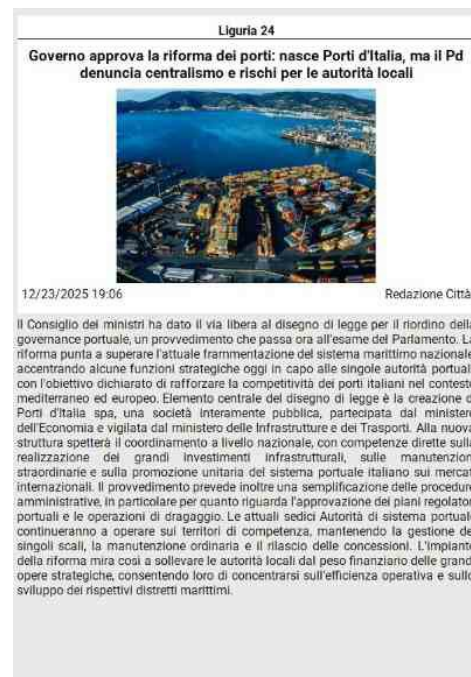 Liguria 24
Governo approva la riforma dei porti: nasce Porti d'Italia, ma il Pd
denuncia centralismo e rischi per le autorità locali
12/23/2025 19:06
Redazione Città
Il Consiglio dei ministri ha dato il via libera al disegno di legge per il riordino della
governance portuale, un provvedimento che passa ora all'esame del Parlamento. La
riforma punta a superare l'attuale frammentazione del sistema marittimo nazionale
accentrando alcune funzioni strategiche oggi in capo alle singole autorità portuali
con l'obiettivo dichiarato di rafforzare la competitività dei porti italiani nel contesto
mediterraneo ed europeo. Elemento centrale del disegno di legge è la creazione d
Porti d'Italia spa, una società interamente pubblica, partecipata dal ministero
dell'Economia e vigilata dal ministero delle Infrastrutture e dei Trasporti. Alla nuova
struttura spetterà il coordinamento a livello nazionale, con competenze dirette sulla
realizzazione dei grandi investimenti infrastrutturali, sulle manutenzion
straordinarie e sulla promozione unitaria del sistema portuale italiano sui mercat
internazionali. Il provvedimento prevede inoltre una semplificazione delle procedure
amministrative, in particolare per quanto riguarda l'approvazione dei piani regolator
portuali e le operazioni di dragaggio. Le attuali sedici Autorità di sistema portuale
continueranno a operare sui territori di competenza, mantenendo la gestione de
singoli scali, la manutenzione ordinaria e il rilascio delle concessioni. L'impianto
della riforma mira così a sollevare le autorità locali dal peso finanziario delle grand
opere strategiche, consentendo loro di concentrarsi sull'efficienza operativa e sullo
sviluppo dei rispettivi distretti marittimi.